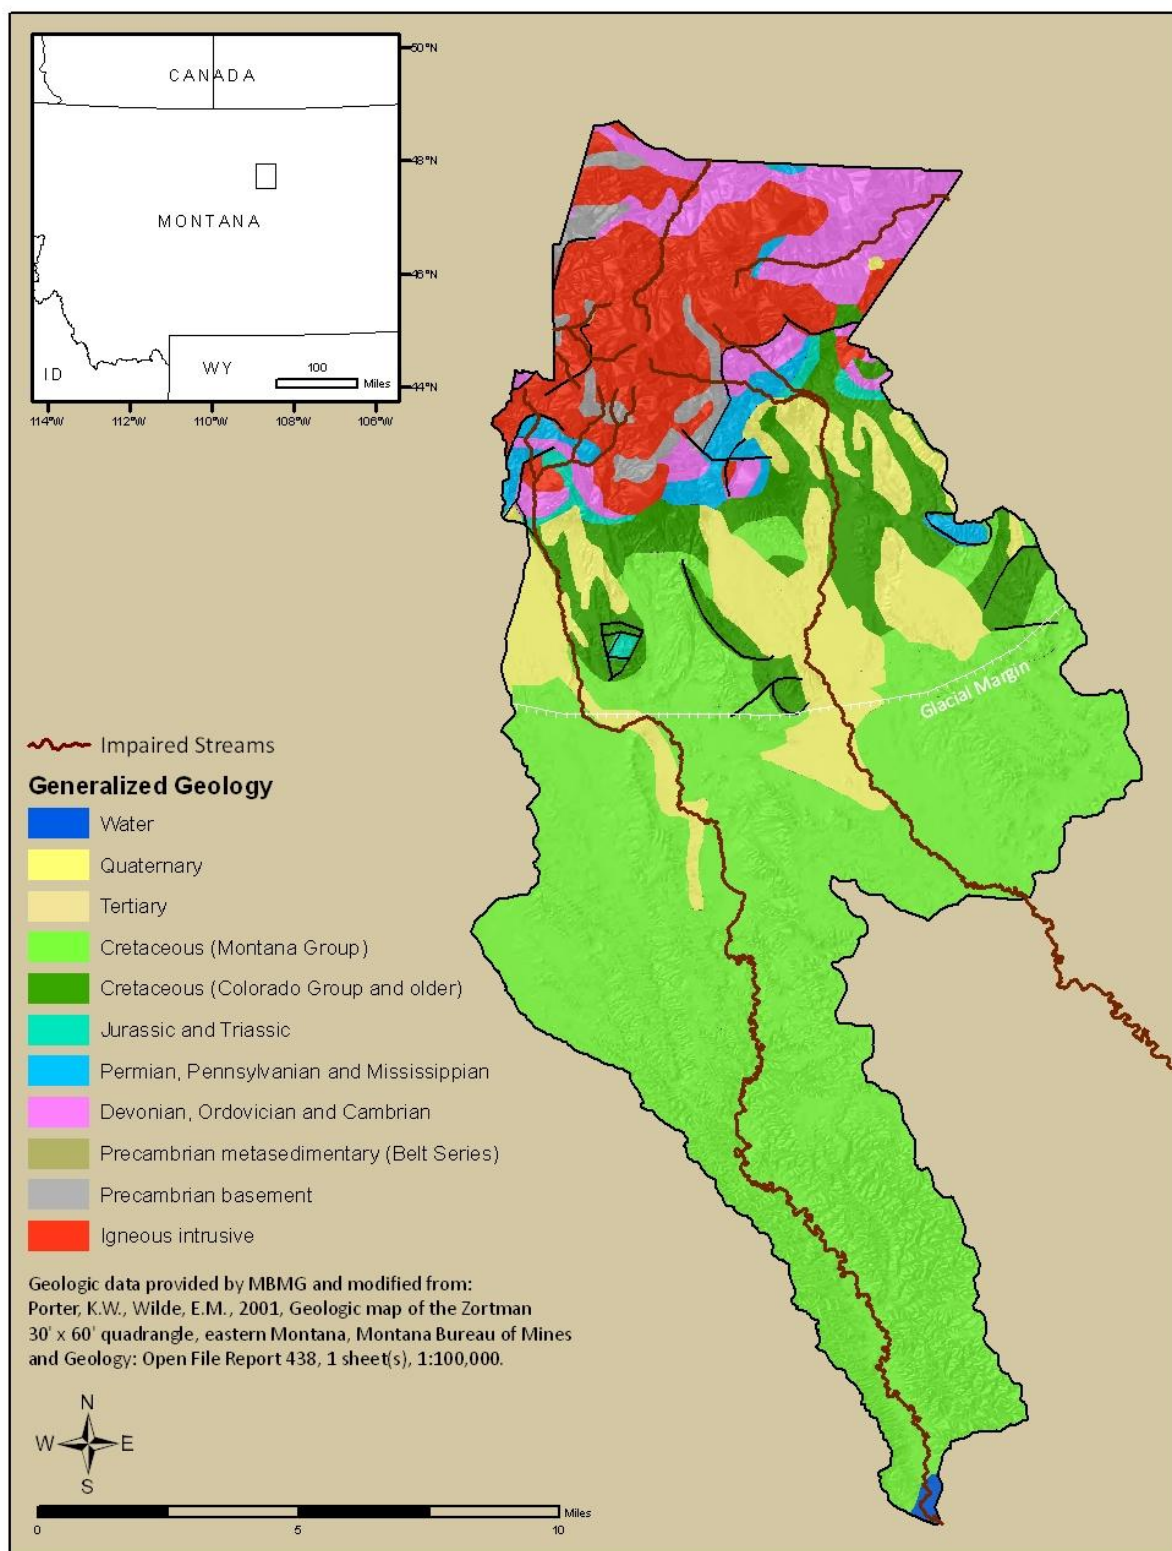 CANADA
MONTANA
ID
WY
100
Miles
50°N
48°N
46°N
44°N
114°W
112°W
110°W
108°W
106°W
Glacial Margin
Impaired Streams
Generalized Geology
Water
Quaternary
Tertiary
Cretaceous (Montana Group)
Cretaceous (Colorado Group and older)
Jurassic and Triassic
Permian, Pennsylvanian and Mississippian
Devonian, Ordovician and Cambrian
Precambrian metasedimentary (Belt Series)
Precambrian basement
Igneous intrusive
Geologic data provided by MBMG and modified from:
Porter, K.W., Wilde, E.M., 2001, Geologic map of the Zortman
30' x 60' quadrangle, eastern Montana, Montana Bureau of Mines
and Geology: Open File Report 438, 1 sheet(s), 1:100,000.
N
W E
S
Miles
0 5 10